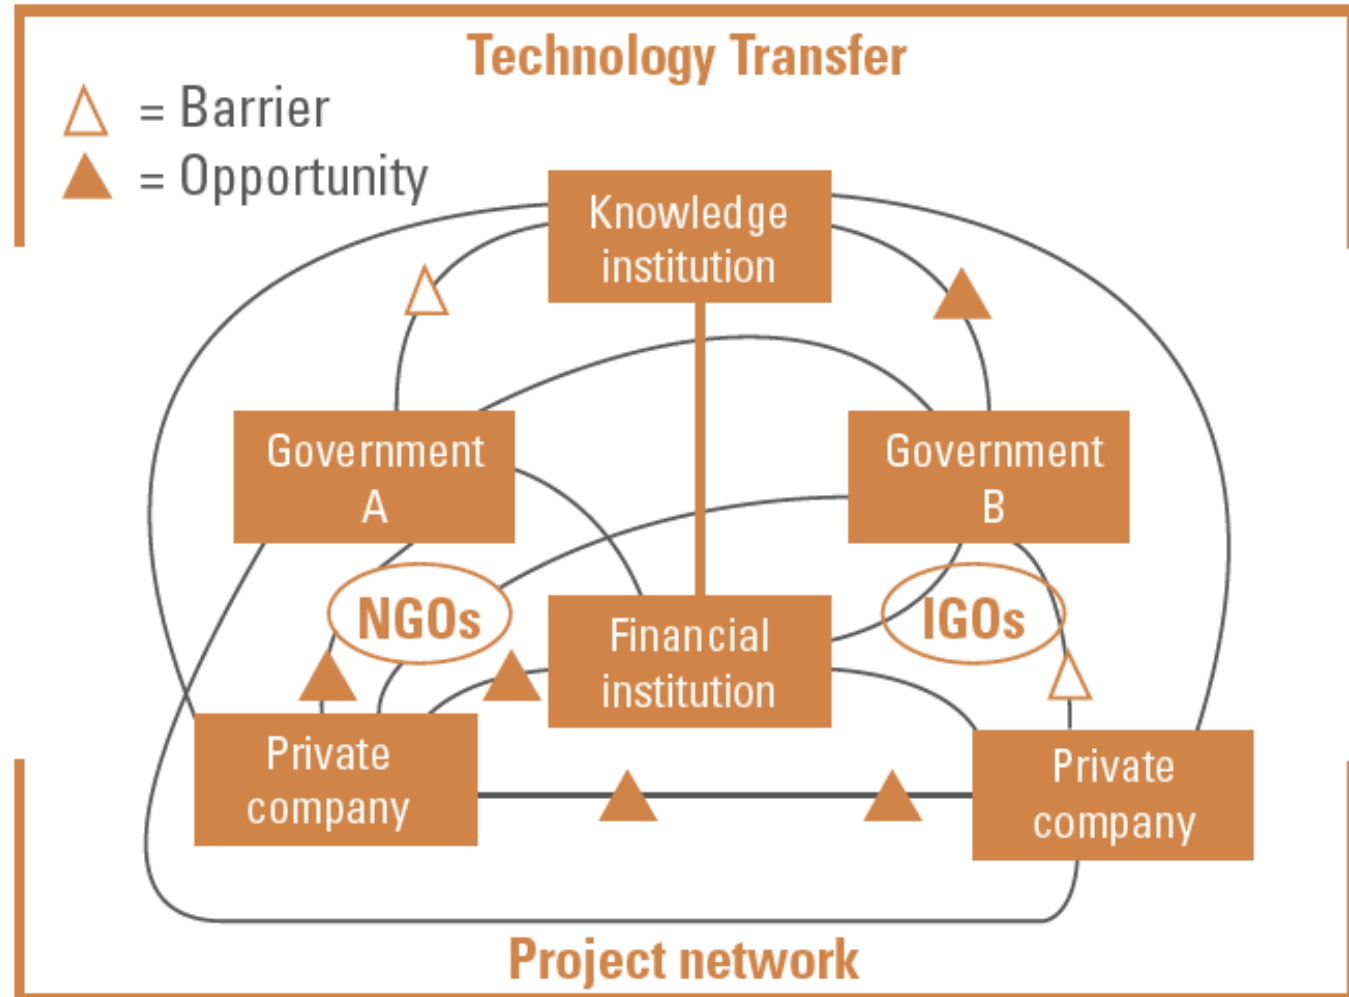 Technology Transfer
= Barrier
= Opportunity
Knowledge
institution
Government
A
Government
B
NGOs
IGOs
Financial
institution
Private
company
Private
company
Project network